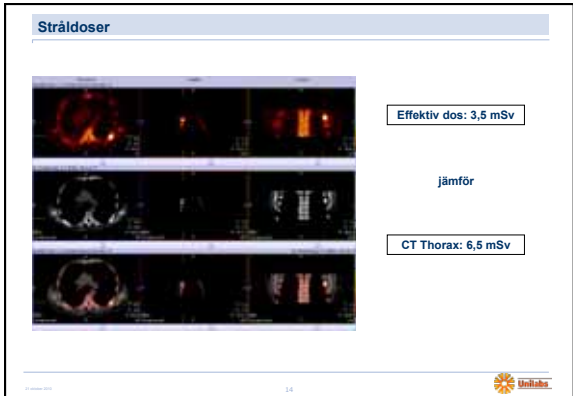 Stråldoser
Effektiv dos: 3,5 mSv
jämför
CT Thorax: 6,5 mSv
14
Unilabs